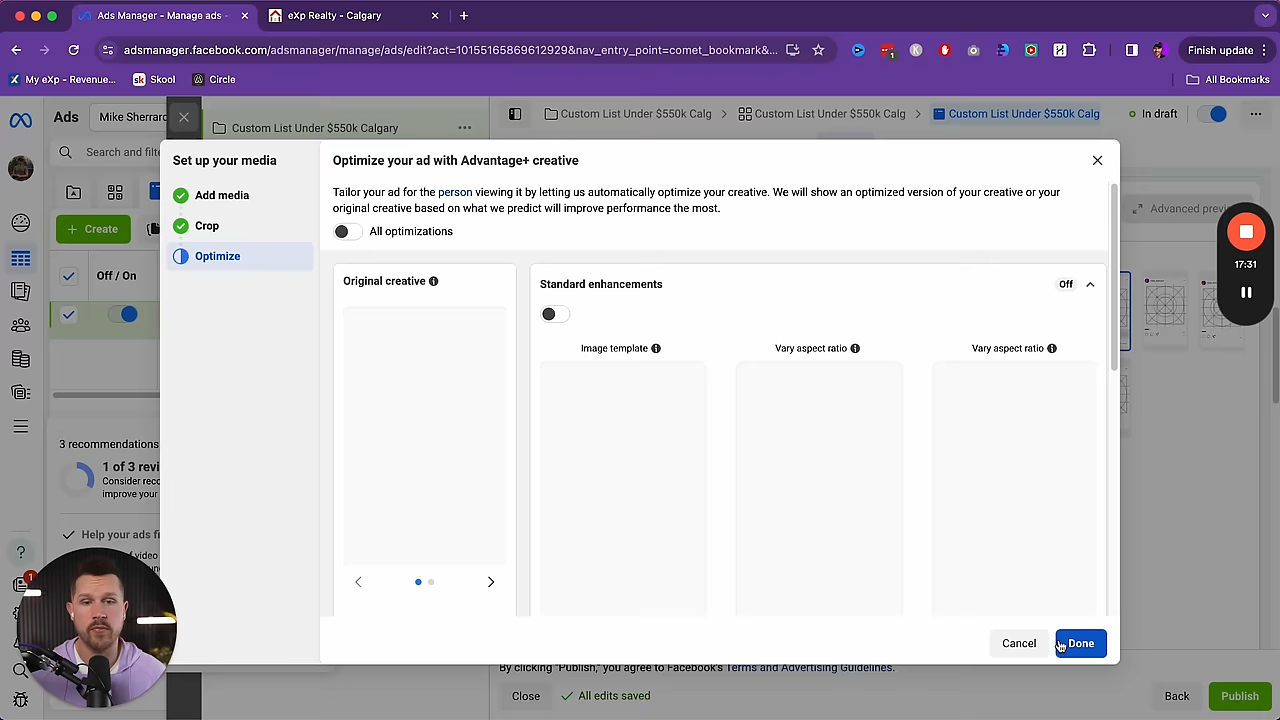 Ads Manager - Manage ads -
eXp Realty - Calgary
adsmanager.facebook.com/adsmanager/manage/ads/edit?act=10155165869612929&nav_entry_point=comet_bookmark&...
1
Finish update
My eXp - Revenue...
Skool
Circle
All Bookmarks
Ads
Mike Sherrard
Custom List Under $550k Calgary
Custom List Under $550k Calg
Custom List Under $550k Calg
Custom List Under $550k Calg
In draft
Search and filte
Create
Advanced previ
Off / On
Set up your media
Add media
Crop
Optimize
Optimize your ad with Advantage+ creative
Tailor your ad for the person viewing it by letting us automatically optimize your creative. We will show an optimized version of your creative or your
original creative based on what we predict will improve performance the most.
All optimizations
Original creative
Standard enhancements
Off
Image template
Vary aspect ratio
Vary aspect ratio
17:31
3 recommendations
1 of 3 revi
Consider reco
improve your
Help your ads fi
of video
1
Cancel
Done
By clicking "Publish," you agree to Facebook's Terms and Advertising Guidelines.
Close
All edits saved
Back
Publish